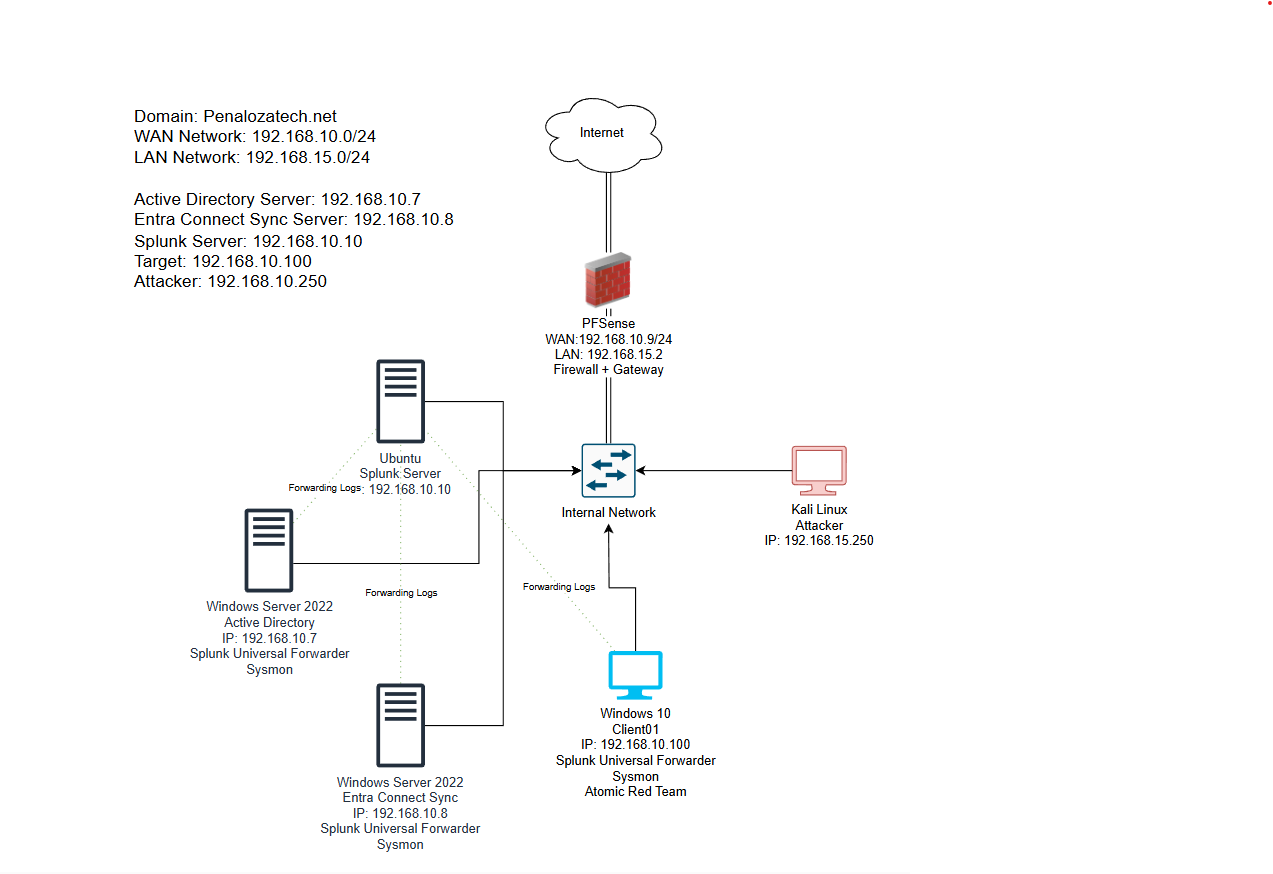 Domain: Penalozatech.net
WAN Network: 192.168.10.0/24
LAN Network: 192.168.15.0/24
Active Directory Server: 192.168.10.7
Entra Connect Sync Server: 192.168.10.8
Splunk Server: 192.168.10.10
Target: 192.168.10.100
Attacker: 192.168.10.250
Internet
PFSense
WAN:192.168.10.9/24
LAN: 192.168.15.2
Firewall + Gateway
Ubuntu
Splunk Server
: 192.168.10.10
Forwarding Logs
Internal Network
Kali Linux
Attacker
IP: 192.168.15.250
Windows Server 2022
Active Directory
IP: 192.168.10.7
Splunk Universal Forwarder
Sysmon
Forwarding Logs
Forwarding Logs
Windows 10
Client01
IP: 192.168.10.100
Splunk Universal Forwarder
Sysmon
Atomic Red Team
Windows Server 2022
Entra Connect Sync
IP: 192.168.10.8
Splunk Universal Forwarder
Sysmon